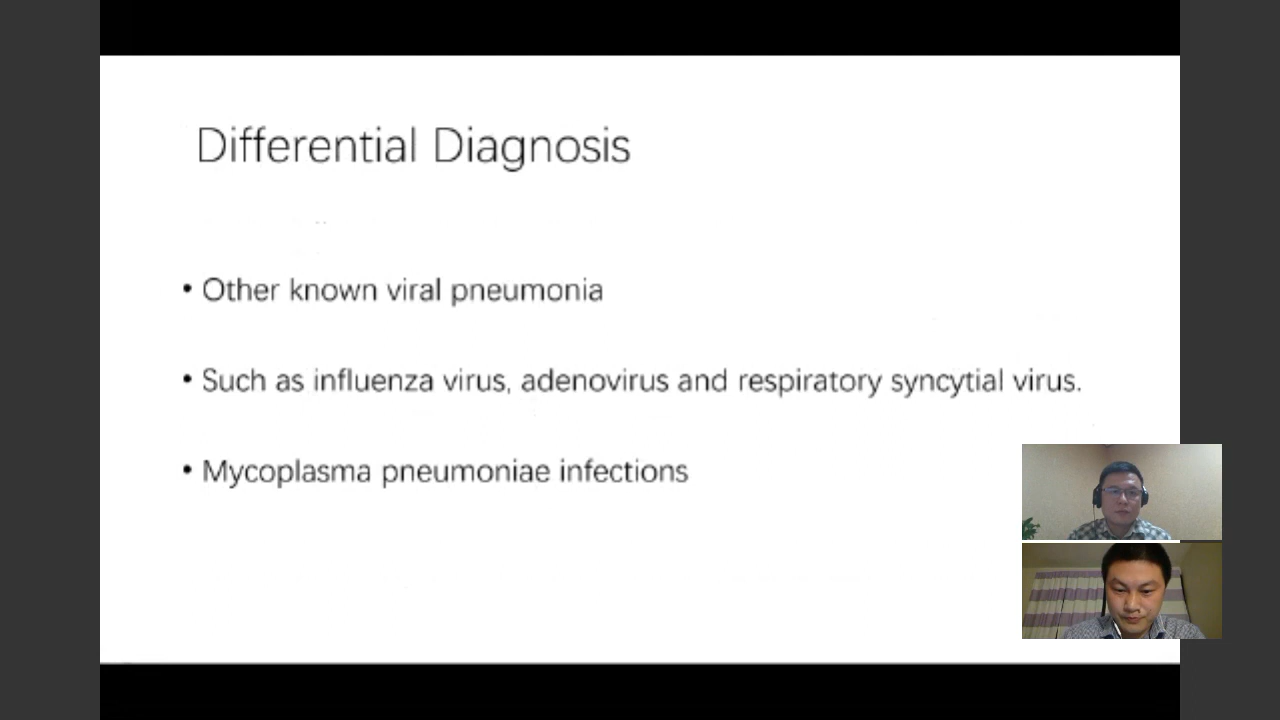 Differential Diagnosis
• Other known viral pneumonia
• Such as influenza virus, adenovirus and respiratory syncytial virus.
• Mycoplasma pneumoniae infections